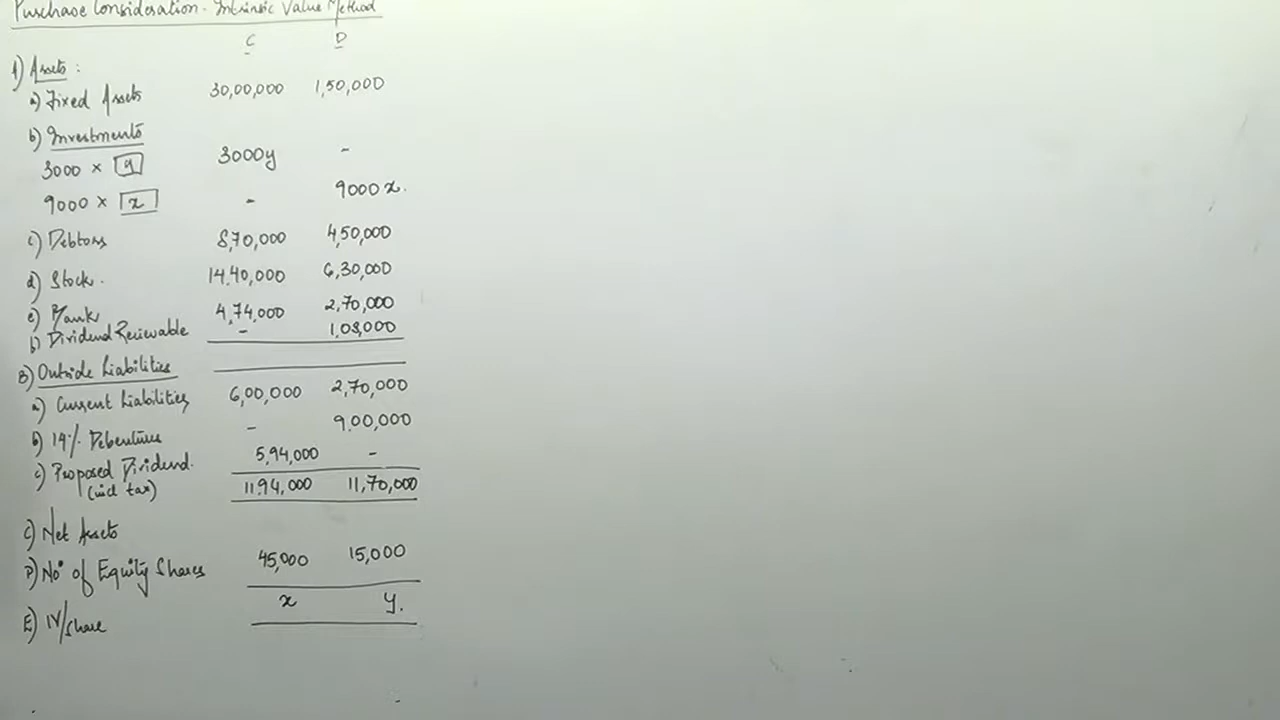 Purchase Consideration - Intrinsic Value Method
C D
A) Assets :
a) Fixed Assets 30,00,000 1,50,000
b) Investments
3000 × y 3000y -
9000 × x - 9000x.
c) Debtors 8,70,000 4,50,000
d) Stock. 14,40,000 6,30,000
e) Bank 4,74,000 2,70,000
b) Dividend Receivable - 1,08,000
B) Outside Liabilities
a) Current Liabilities 6,00,000 2,70,000
b) 14% Debentures - 9,00,000
c) Proposed Dividend. 5,94,000 -
(incl tax) 11,94,000 11,70,000
C) Net Assets
D) No. of Equity Shares 45,000 15,000
E) IV/share x y.